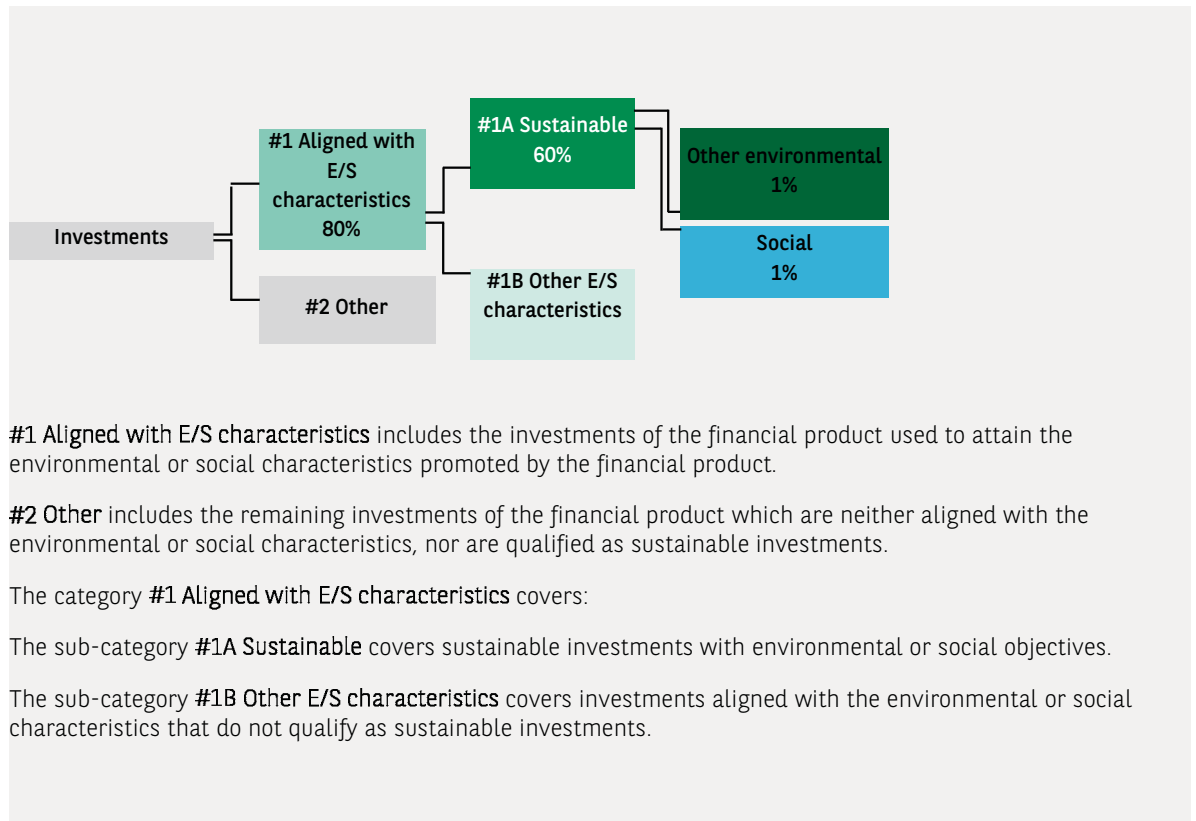 #1A Sustainable
60%
#1 Aligned with
E/S
characteristics
80%
Other environmental
1%
Investments
Social
1%
#2 Other
#1B Other E/S
characteristics
#1 Aligned with E/S characteristics includes the investments of the financial product used to attain the
environmental or social characteristics promoted by the financial product.
#2 Other includes the remaining investments of the financial product which are neither aligned with the
environmental or social characteristics, nor are qualified as sustainable investments.
The category #1 Aligned with E/S characteristics covers:
The sub-category #1A Sustainable covers sustainable investments with environmental or social objectives.
The sub-category #1B Other E/S characteristics covers investments aligned with the environmental or social
characteristics that do not qualify as sustainable investments.